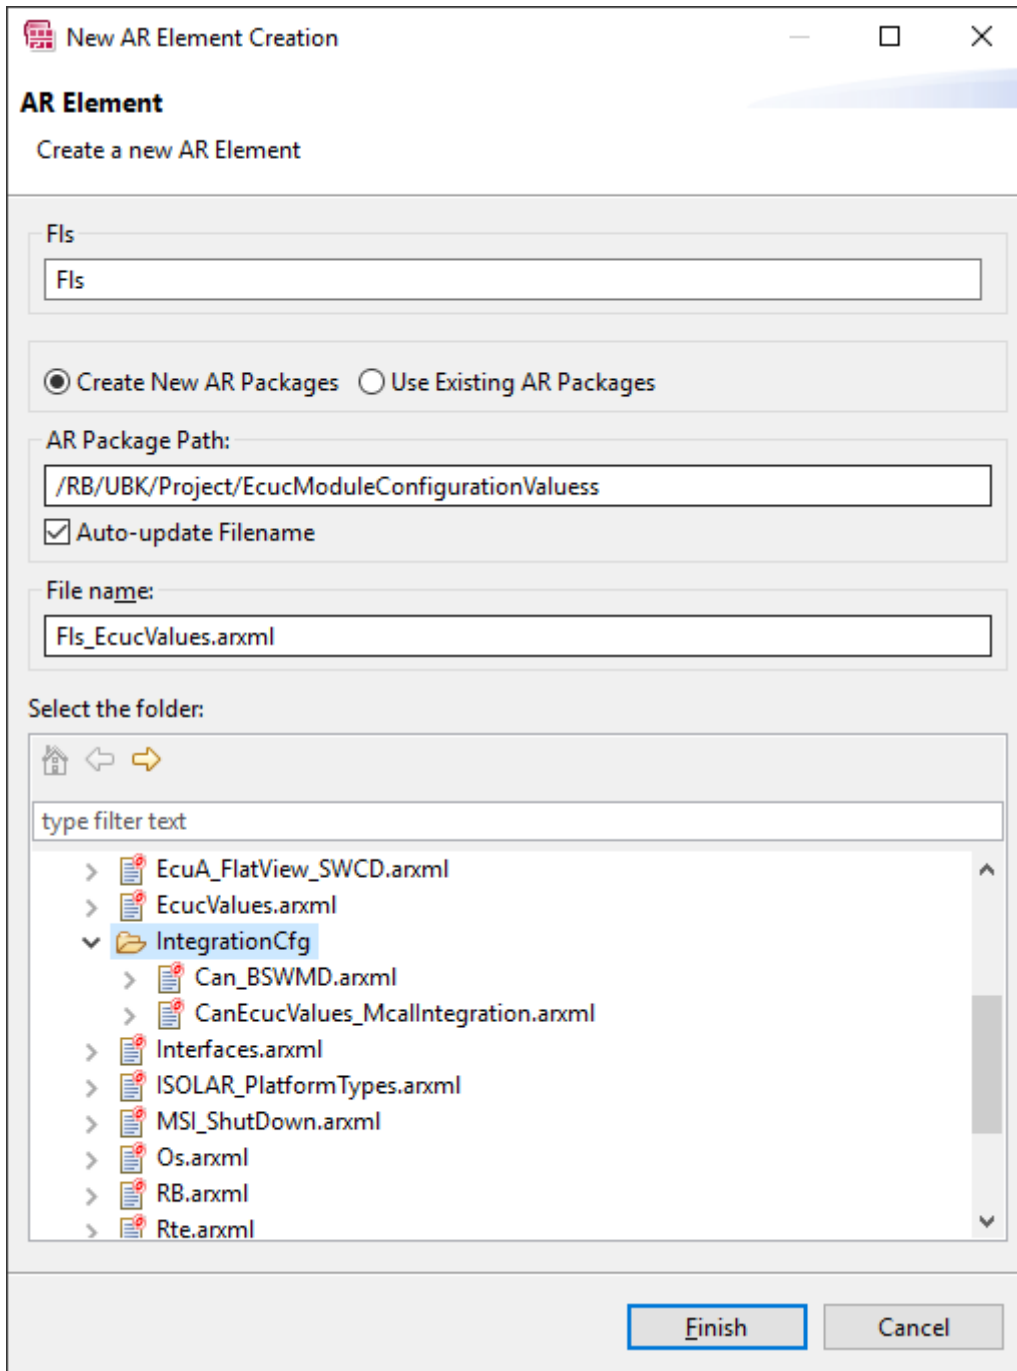 New AR Element Creation
AR Element
Create a new AR Element
Fls
Fls
Create New AR Packages Use Existing AR Packages
AR Package Path:
/RB/UBK/Project/EcucModuleConfigurationValuess
Auto-update Filename
File name:
Fls_EcucValues.arxml
Select the folder:
type filter text
EcuA_FlatView_SWCD.arxml
EcucValues.arxml
IntegrationCfg
Can_BSWMD.arxml
CanEcucValues_McalIntegration.arxml
Interfaces.arxml
ISOLAR_PlatformTypes.arxml
MSI_ShutDown.arxml
Os.arxml
RB.arxml
Rte.arxml
Finish Cancel